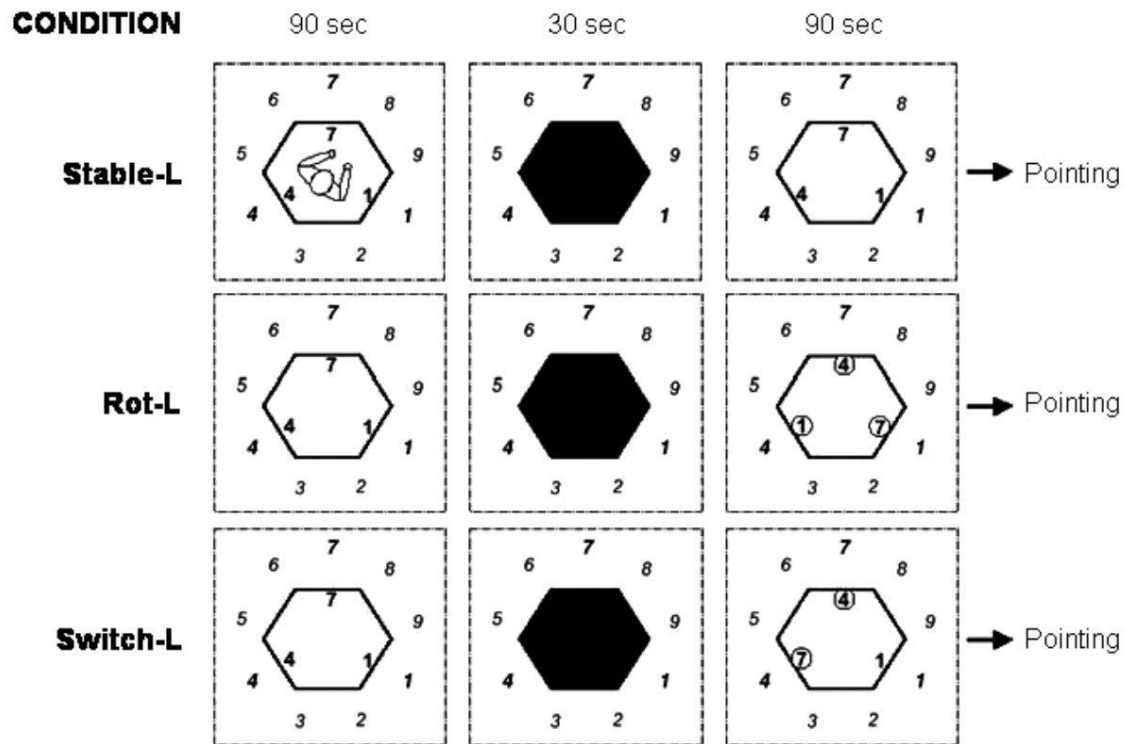 CONDITION 90 sec 30 sec 90 sec
7 7 7
6 8 6 8 6 8
7 7
5 9 5 9 5 9
Stable-L → Pointing
4 1 4 1
4 1 4 1 4 1
3 2 3 2 3 2
7 7 7
6 8 6 8 6 8
7 4
5 9 5 9 5 9
Rot-L → Pointing
4 1 1 7
4 1 4 1 4 1
3 2 3 2 3 2
7 7 7
6 8 6 8 6 8
7 4
5 9 5 9 5 9
Switch-L → Pointing
4 1 7 1
4 1 4 1 4 1
3 2 3 2 3 2